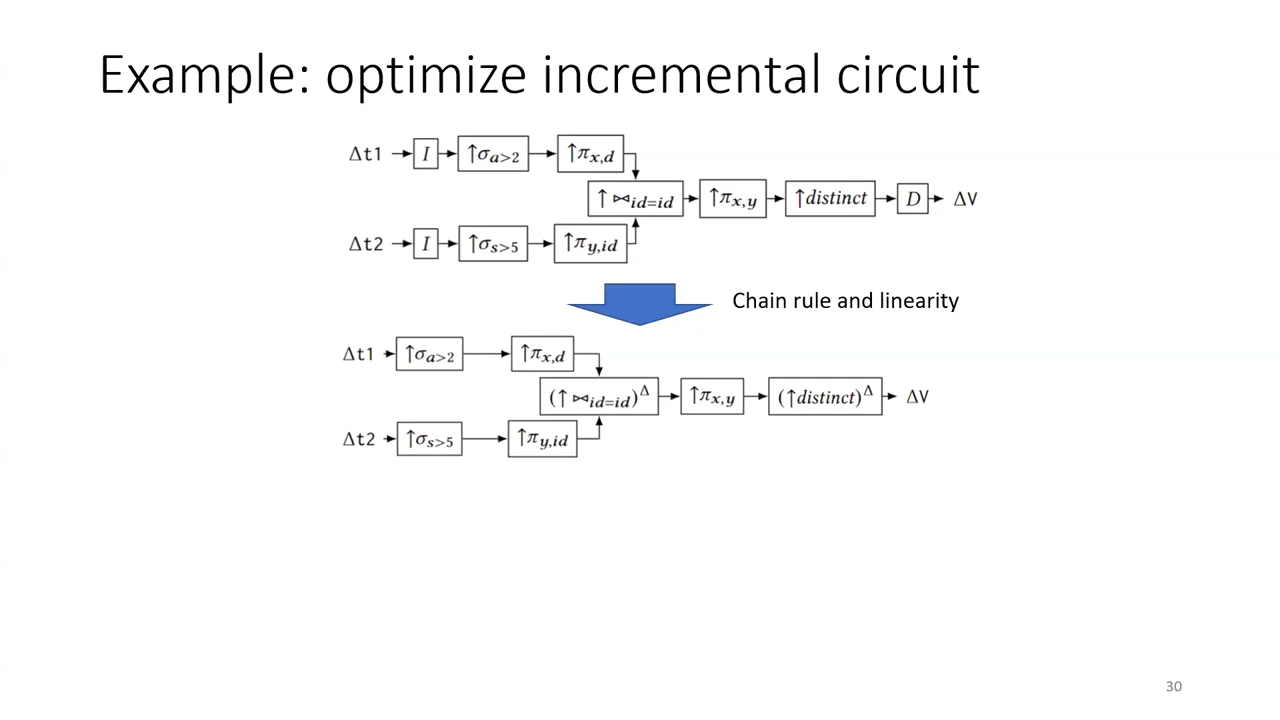 Example: optimize incremental circuit
Δt1 I ↑σa>2 ↑πx,d
↑⋈id=id ↑πx,y ↑distinct D ΔV
Δt2 I ↑σs>5 ↑πy,id
Chain rule and linearity
Δt1 ↑σa>2 ↑πx,d
(↑⋈id=id)Δ ↑πx,y (↑distinct)Δ ΔV
Δt2 ↑σs>5 ↑πy,id
30